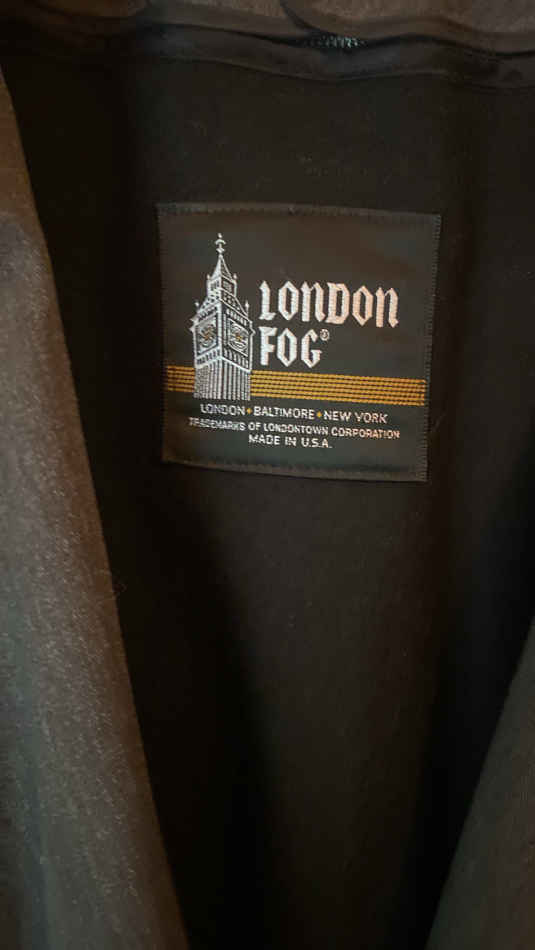 LONDON
FOG®
LONDON • BALTIMORE • NEW YORK
TRADEMARKS OF LONDONTOWN CORPORATION
MADE IN U.S.A.